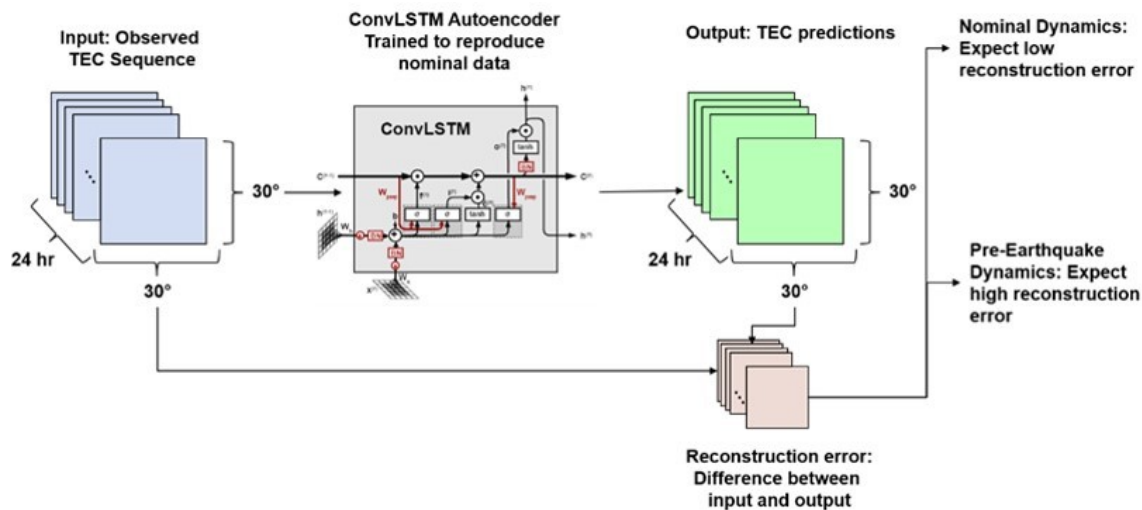 Input: Observed
TEC Sequence
ConvLSTM Autoencoder
Trained to reproduce
nominal data
Output: TEC predictions
Nominal Dynamics:
Expect low
reconstruction error
ConvLSTM
tanh
tanh
σ
σ
σ
30°
24 hr
30°
30°
24 hr
30°
Pre-Earthquake
Dynamics: Expect
high reconstruction
error
Reconstruction error:
Difference between
input and output